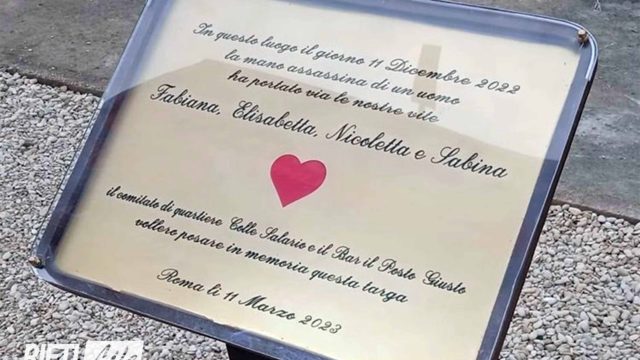 In questo luogo il giorno 11 Dicembre 2022
la mano assassina di un uomo
ha portato via le nostre vite
Fabiana, Elisabetta, Nicoletta e Sabina
il comitato di quartiere Colle Salario e il Bar il Posto Giusto
vollero posare in memoria questa targa
Roma lì 11 Marzo 2023
RIETI